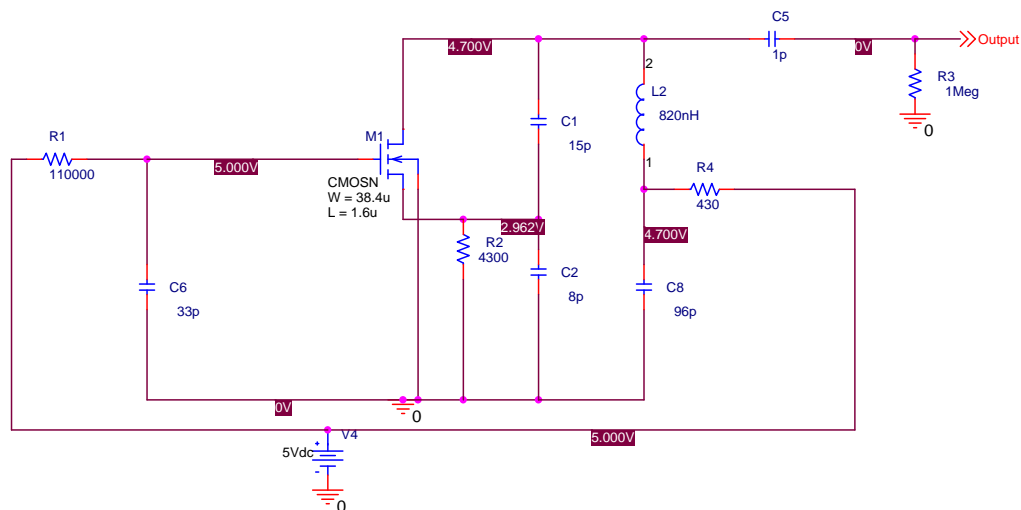 C5
4.700V
1p
0V
Output
R3
1Meg
0
2
L2
820nH
1
C1
15p
R1
110000
5.000V
M1
CMOSN
W = 38.4u
L = 1.6u
R4
430
2.962V
4.700V
R2
4300
C2
8p
C8
96p
C6
33p
0V
0
V4
5.000V
5Vdc
+
-
0